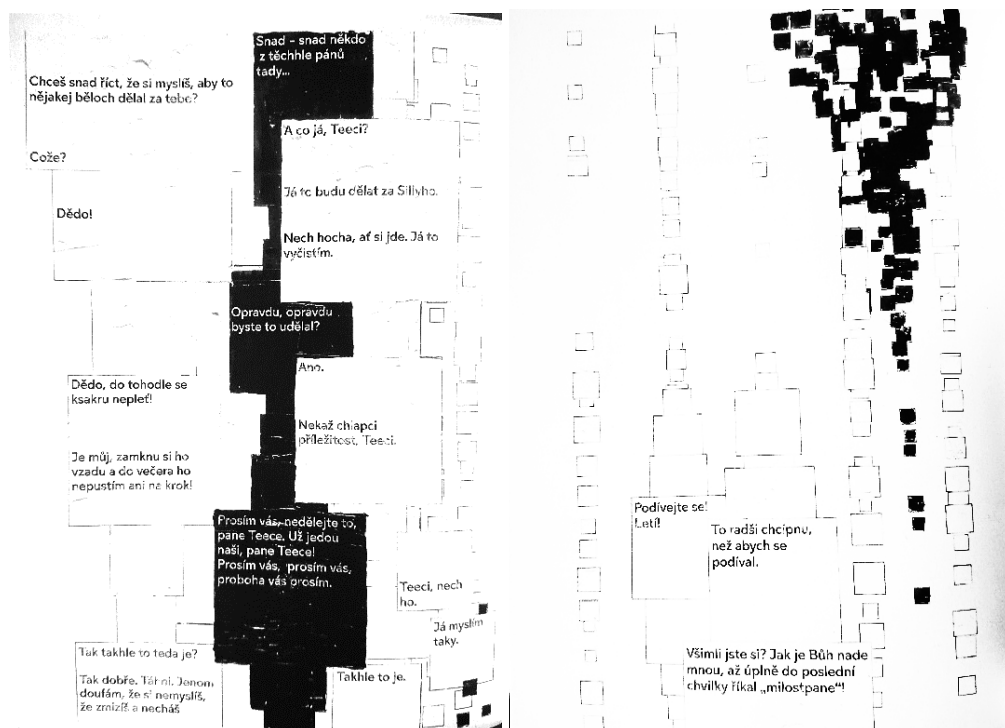 Snad – snad někdo
z těchhle pánů
tady...
Chceš snad říct, že si myslíš, aby to
nějakej běloch dělal za tebe?
A co já, Teeci?
Cože?
Já to budu dělat za Sillyho.
Dědo!
Nech hocha, ať si jde. Já to
vyčistím.
Opravdu, opravdu
byste to udělal?
Ano.
Dědo, do tohodle se
ksakru nepleť!
Nekaž chlapci
příležitost, Teeci.
Je můj, zamknu si ho
vzadu a do večera ho
nepustím ani na krok!
Prosím vás, nedělejte to,
pane Teece. Už jedou
naši, pane Teece!
Prosím vás, prosím vás,
proboha vás prosím.
Teeci, nech
ho.
Já myslím
taky.
Tak takhle to teda je?
Tak dobře. Táhni. Jenom
doufám, že si nemyslíš,
že zmizíš a necháš
Takhle to je.
Podívejte se!
Letí!
To radši chcípnu,
než abych se
podíval.
Všimli jste si? Jak je Bůh nade
mnou, až úplně do poslední
chvilky říkal „milostpane“!